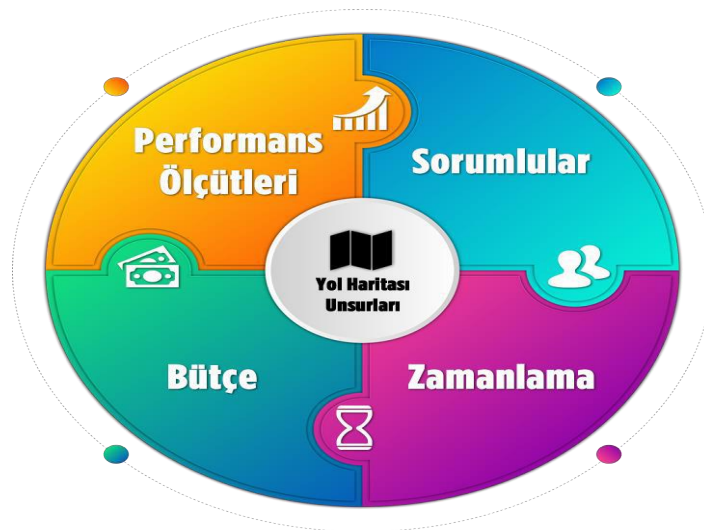 Performans
Ölçütleri
Sorumlular
Yol Haritası
Unsurları
Bütçe
Zamanlama